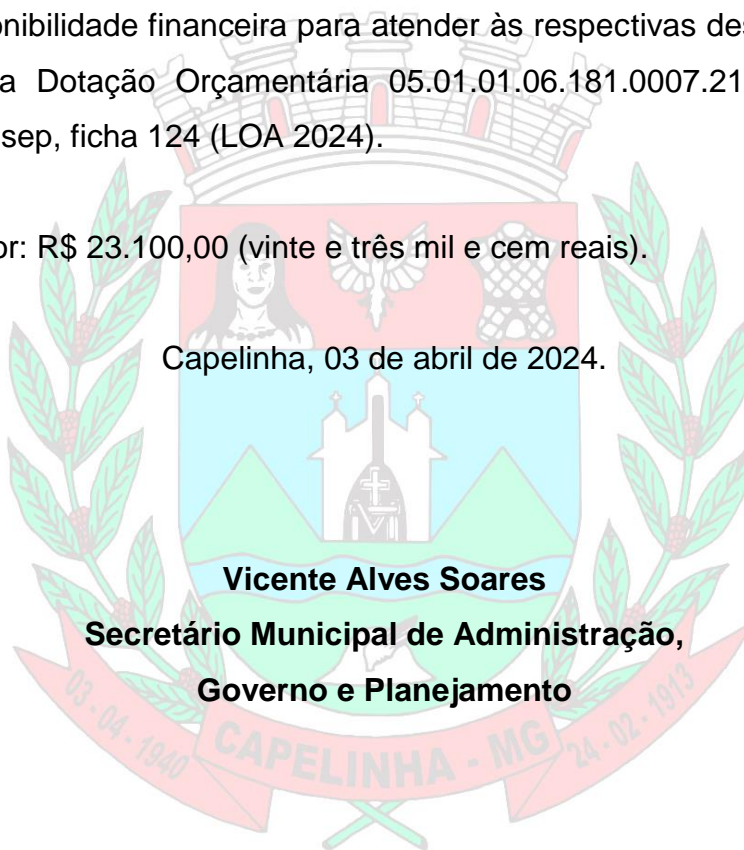 onibilidade financeira para atender às respectivas des
a Dotação Orçamentária 05.01.01.06.181.0007.21
sep, ficha 124 (LOA 2024).
or: R$ 23.100,00 (vinte e três mil e cem reais).
Capelinha, 03 de abril de 2024.
Vicente Alves Soares
Secretário Municipal de Administração,
Governo e Planejamento
03-04-1940 CAPELINHA - MG 24-02-1913